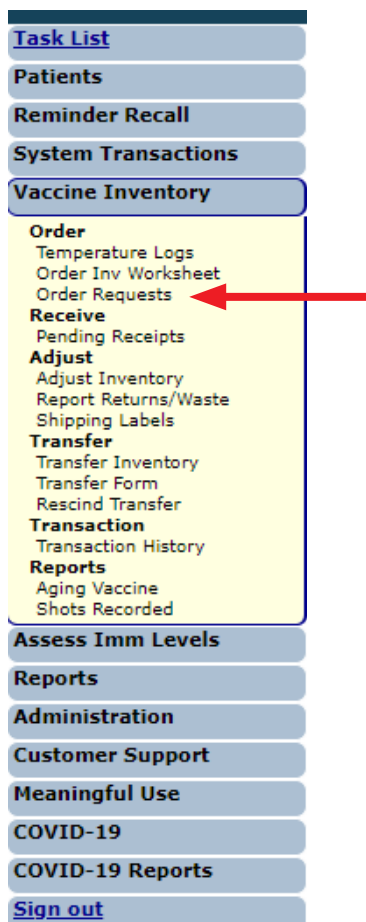 Task List
Patients
Reminder Recall
System Transactions
Vaccine Inventory
Order
Temperature Logs
Order Inv Worksheet
Order Requests
Receive
Pending Receipts
Adjust
Adjust Inventory
Report Returns/Waste
Shipping Labels
Transfer
Transfer Inventory
Transfer Form
Rescind Transfer
Transaction
Transaction History
Reports
Aging Vaccine
Shots Recorded
Assess Imm Levels
Reports
Administration
Customer Support
Meaningful Use
COVID-19
COVID-19 Reports
Sign out